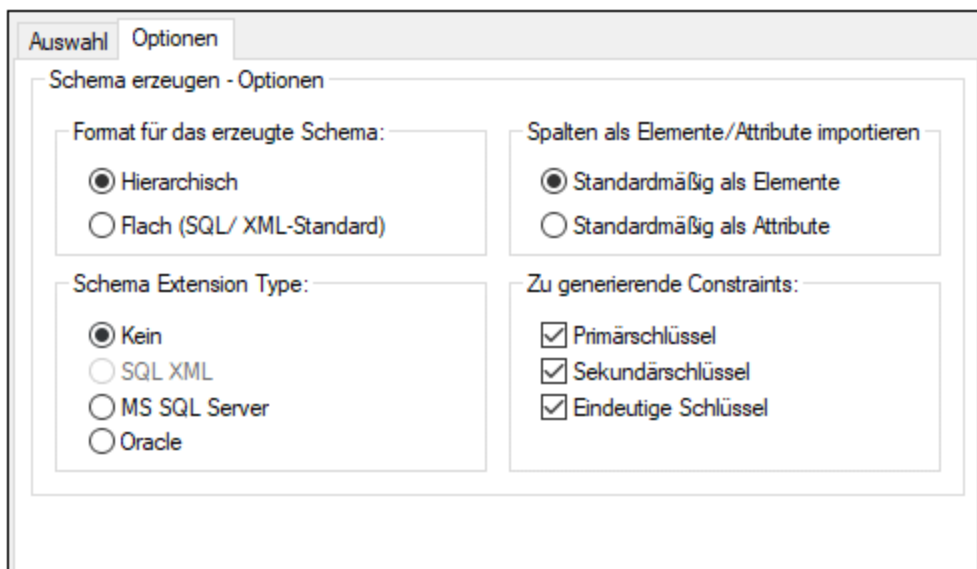 Auswahl
Optionen
Schema erzeugen - Optionen
Format für das erzeugte Schema:
Hierarchisch
Flach (SQL/ XML-Standard)
Spalten als Elemente/Attribute importieren
Standardmäßig als Elemente
Standardmäßig als Attribute
Schema Extension Type:
Kein
SQL XML
MS SQL Server
Oracle
Zu generierende Constraints:
Primärschlüssel
Sekundärschlüssel
Eindeutige Schlüssel